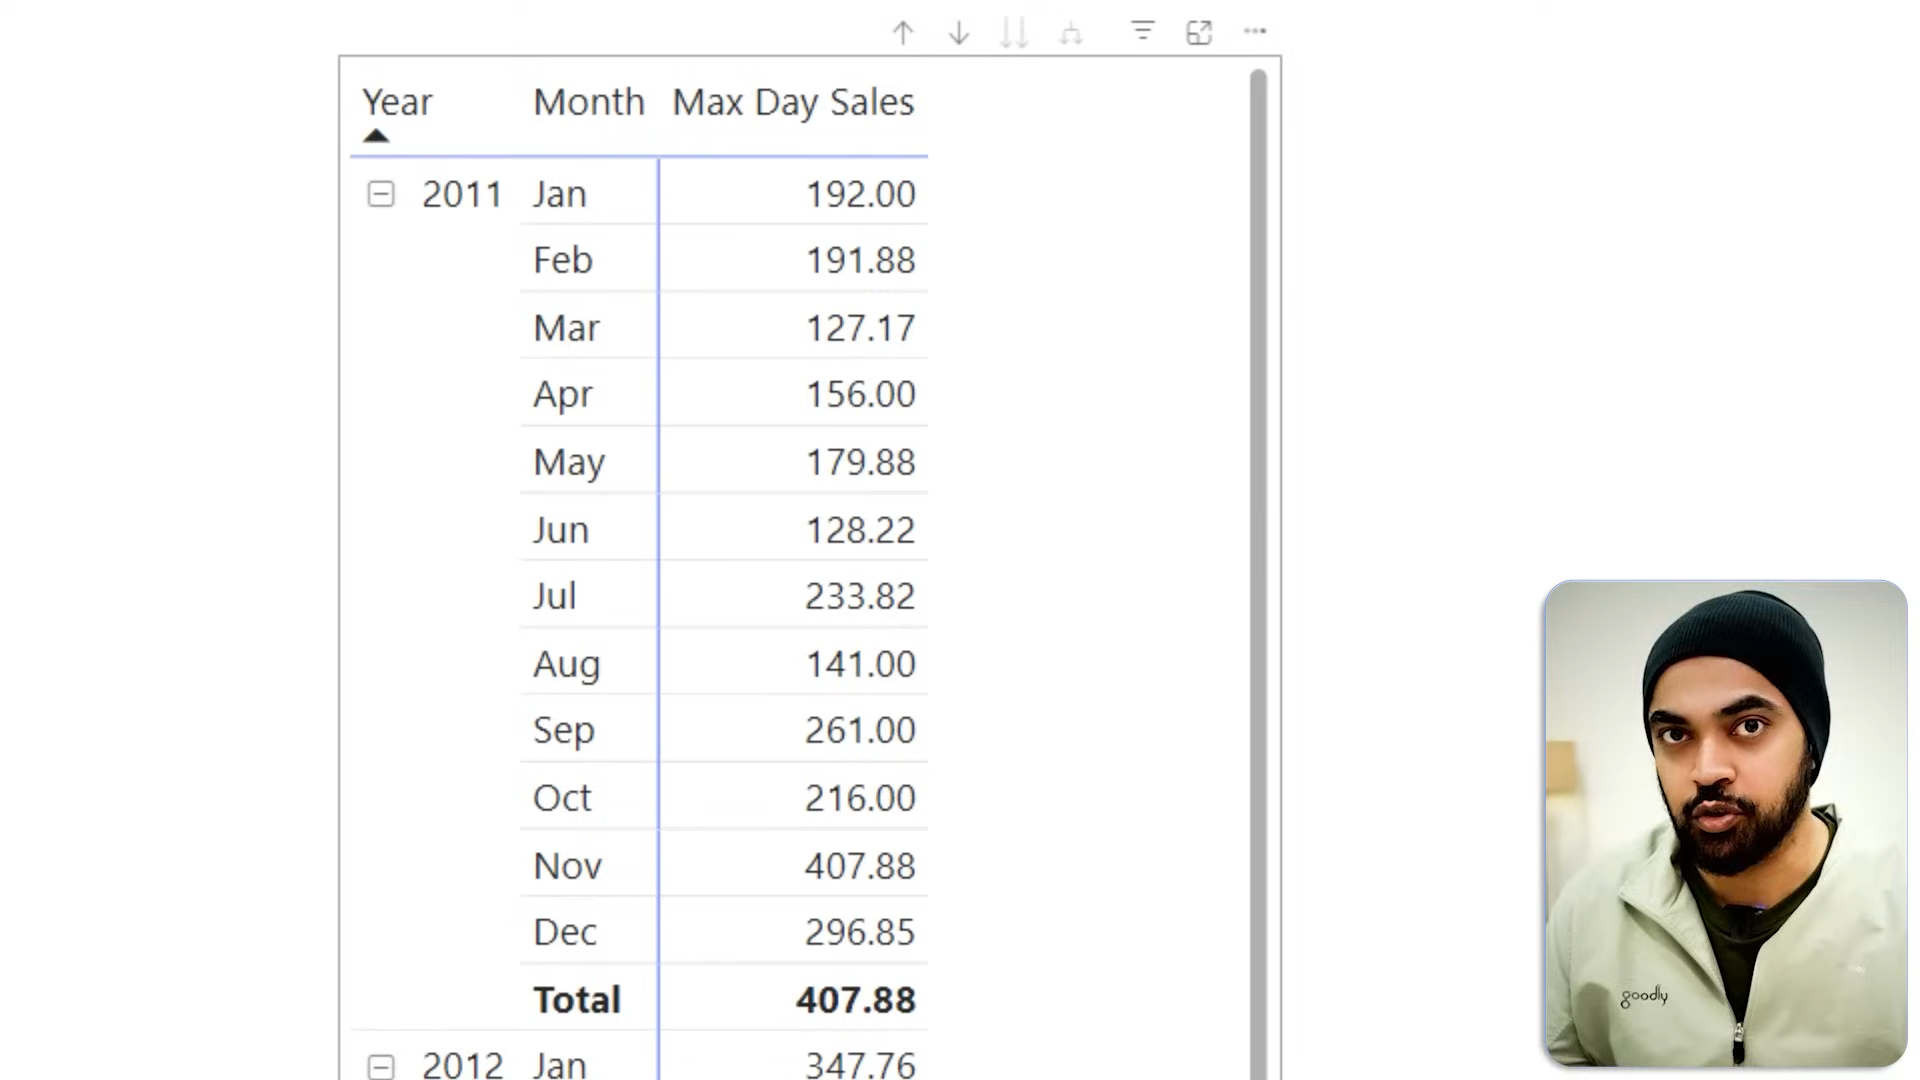 Year Month Max Day Sales
2011 Jan 192.00
Feb 191.88
Mar 127.17
Apr 156.00
May 179.88
Jun 128.22
Jul 233.82
Aug 141.00
Sep 261.00
Oct 216.00
Nov 407.88
Dec 296.85
Total 407.88
2012 Jan 347.76
goodly